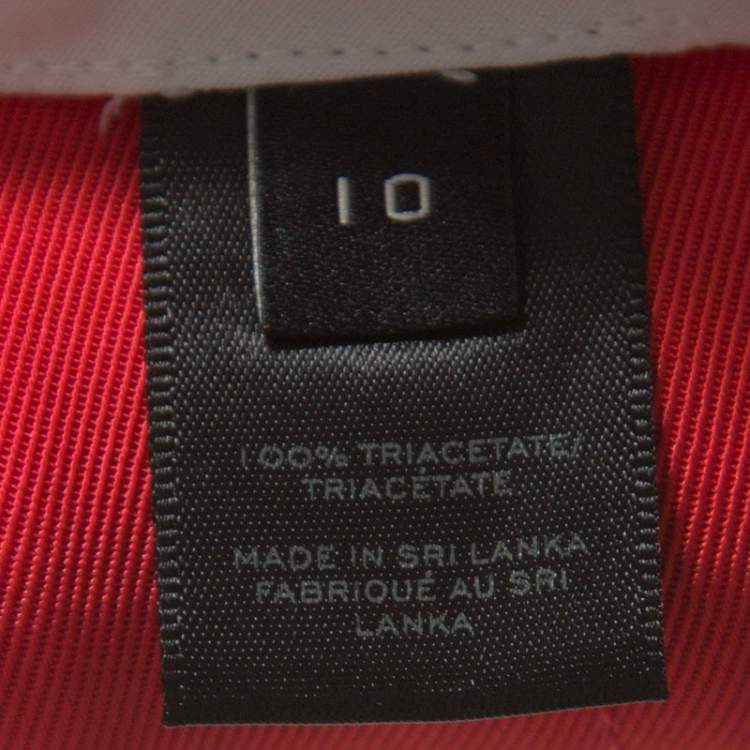 10
100% TRIACETATE/
TRIACÉTATE
MADE IN SRI LANKA
FABRIQUÉ AU SRI
LANKA